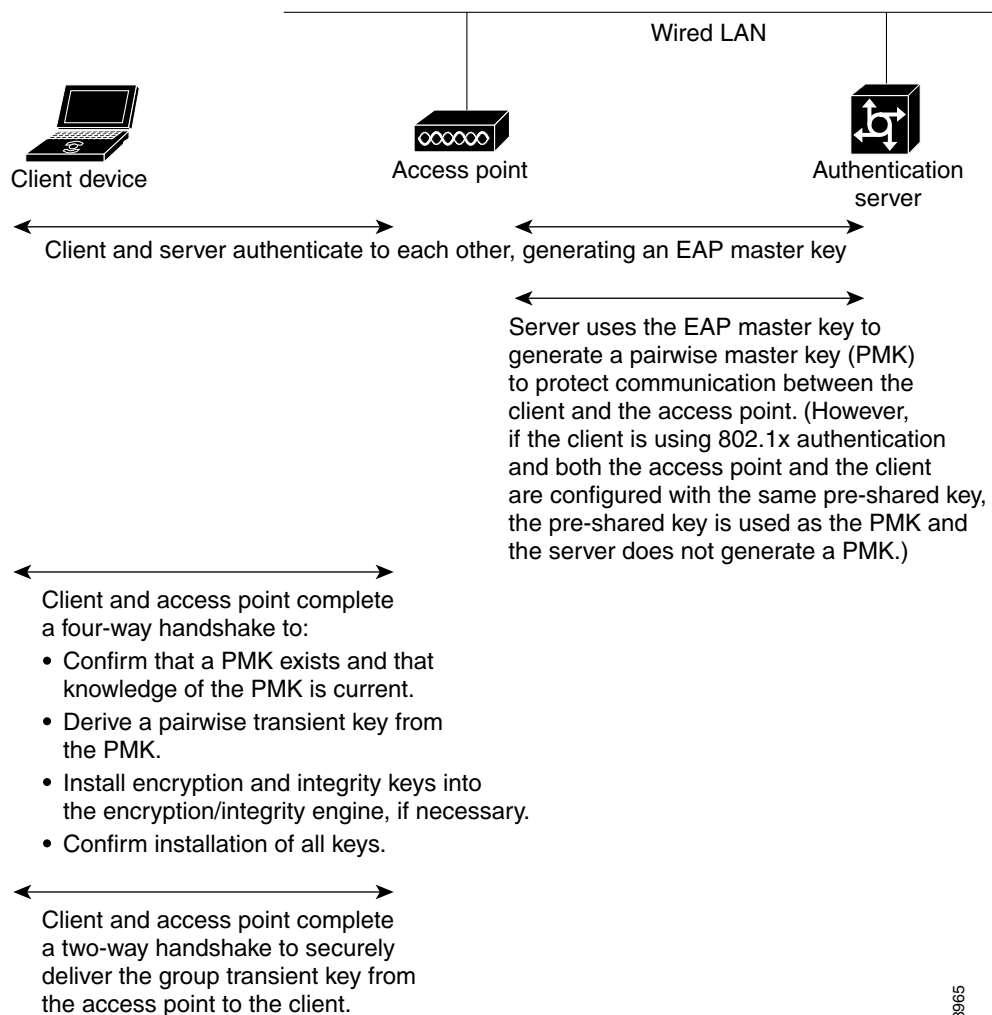 Wired LAN
Client device
Access point
Authentication
server
Client and server authenticate to each other, generating an EAP master key
Server uses the EAP master key to
generate a pairwise master key (PMK)
to protect communication between the
client and the access point. (However,
if the client is using 802.1x authentication
and both the access point and the client
are configured with the same pre-shared key,
the pre-shared key is used as the PMK and
the server does not generate a PMK.)
Client and access point complete
a four-way handshake to:
• Confirm that a PMK exists and that
knowledge of the PMK is current.
• Derive a pairwise transient key from
the PMK.
• Install encryption and integrity keys into
the encryption/integrity engine, if necessary.
• Confirm installation of all keys.
Client and access point complete
a two-way handshake to securely
deliver the group transient key from
the access point to the client.